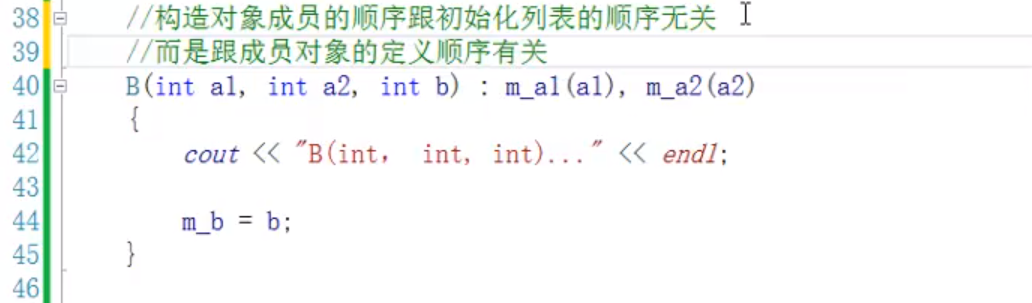 38 //构造对象成员的顺序跟初始化列表的顺序无关
39 //而是跟成员对象的定义顺序有关
40 B(int a1, int a2, int b) : m_a1(a1), m_a2(a2)
41 {
42 cout << "B(int， int, int)..." << endl;
43
44 m_b = b;
45 }
46